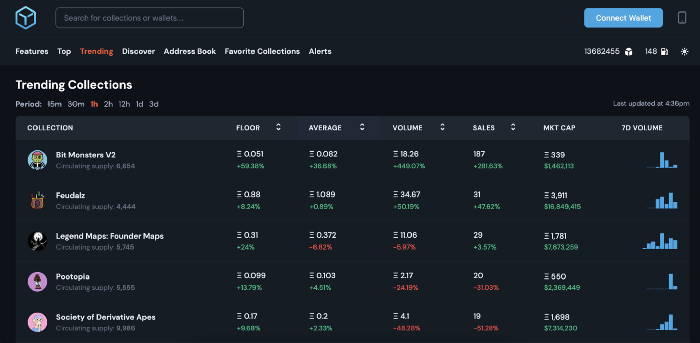 Search for collections or wallets...
Connect Wallet
Features Top Trending Discover Address Book Favorite Collections Alerts
13682455 148
Trending Collections
Period: 15m 30m 1h 2h 12h 1d 3d
Last updated at 4:36pm
COLLECTION FLOOR AVERAGE VOLUME SALES MKT CAP 7D VOLUME
Bit Monsters V2 Ξ 0.051 Ξ 0.082 Ξ 18.26 187 Ξ 339
Circulating supply: 6,654 +59.38% +36.68% +449.07% +281.63% $1,462,113
Feudalz Ξ 0.88 Ξ 1.089 Ξ 34.67 31 Ξ 3,911
Circulating supply: 4,444 +8.24% +0.89% +50.19% +47.62% $16,849,415
Legend Maps: Founder Maps Ξ 0.31 Ξ 0.372 Ξ 11.06 29 Ξ 1,781
Circulating supply: 5,745 +24% -6.82% -5.97% +3.57% $7,673,259
Pootopia Ξ 0.099 Ξ 0.103 Ξ 2.17 20 Ξ 550
Circulating supply: 5,555 +13.79% +4.51% -24.19% -31.03% $2,369,449
Society of Derivative Apes Ξ 0.17 Ξ 0.2 Ξ 4.1 19 Ξ 1,698
Circulating supply: 9,986 +9.68% +2.33% -48.28% -51.28% $7,314,230